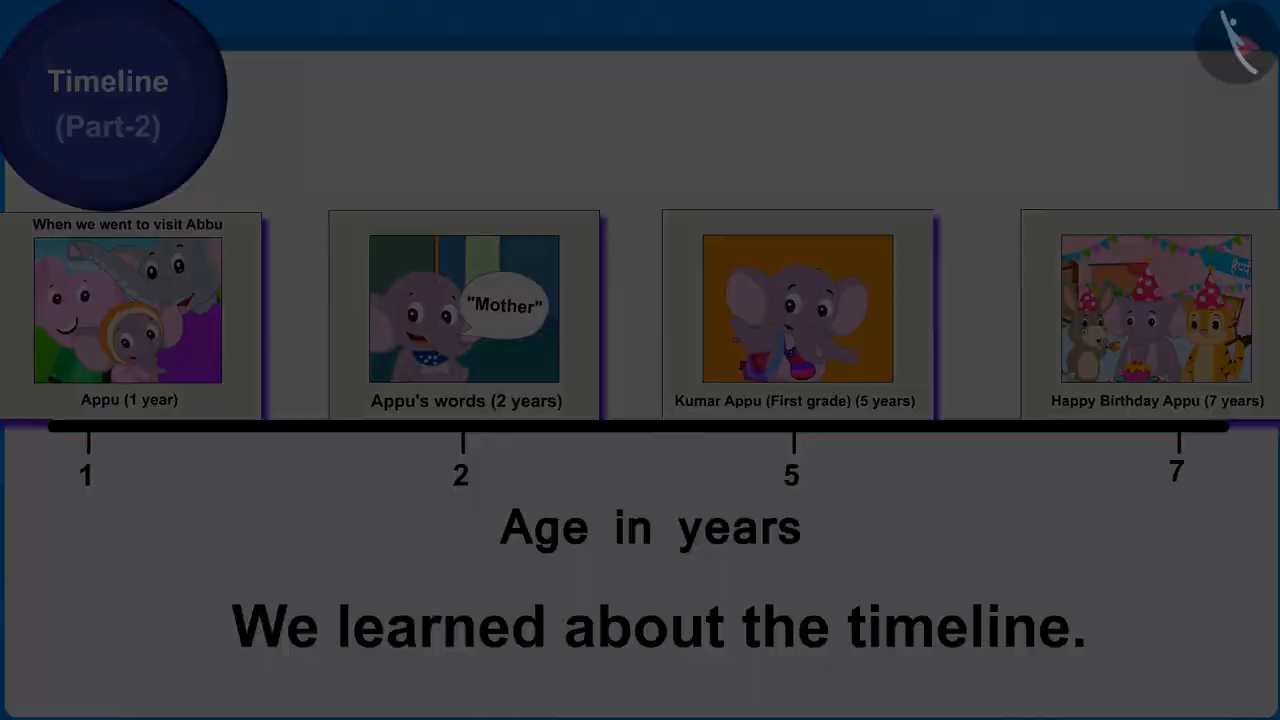 Timeline
(Part-2)
When we went to visit Abbu
"Mother"
Appu (1 year)
Appu's words (2 years)
Kumar Appu (First grade) (5 years)
Happy Birthday Appu (7 years)
1
2
5
7
Age in years
We learned about the timeline.